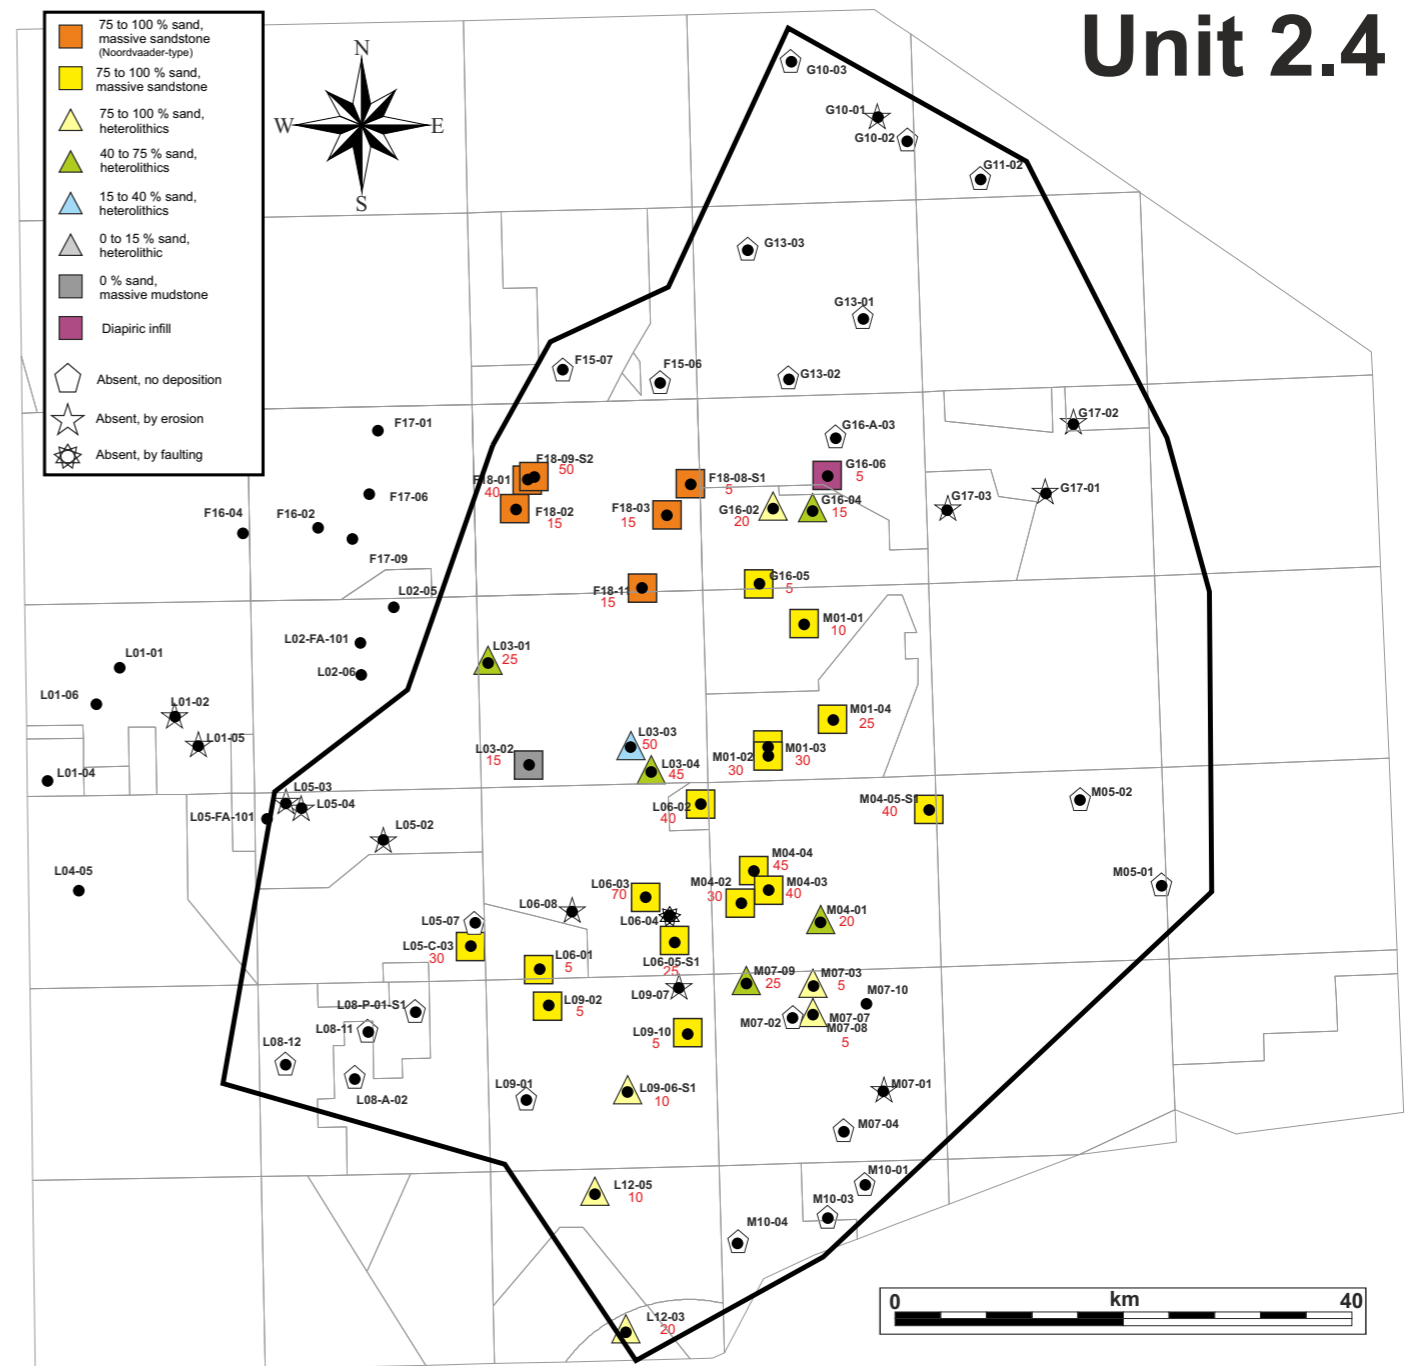 Unit 2.4
75 to 100 % sand,
massive sandstone
(Noordvaader-type)
75 to 100 % sand,
massive sandstone
75 to 100 % sand,
heterolithics
40 to 75 % sand,
heterolithics
15 to 40 % sand,
heterolithics
0 to 15 % sand,
heterolithic
0 % sand,
massive mudstone
Diapiric infill
Absent, no deposition
Absent, by erosion
Absent, by faulting
N
W
E
S
G10-03
G10-01
G10-02
G11-02
G13-03
G13-01
F15-07
F15-06
G13-02
F17-01
G17-02
G16-A-03
F18-09-S2
50
F18-01
40
F18-08-S1
5
G16-06
5
F17-06
G17-01
G17-03
F16-04
F16-02
F18-02
15
F18-03
15
G16-02
20
G16-04
15
F17-09
L02-05
F18-11
15
G16-05
5
M01-01
10
L02-FA-101
L03-01
25
L01-01
L02-06
L01-06
L01-02
M01-04
25
L01-05
L03-03
50
L03-02
15
M01-02
30
M01-03
30
L03-04
45
L01-04
L05-03
L05-04
L05-FA-101
L06-02
40
M04-05-S1
40
M05-02
L05-02
M04-04
45
L04-05
L06-03
70
M04-02
30
M04-03
40
M05-01
L06-08
L06-04
M04-01
20
L05-07
L05-C-03
30
L06-01
5
L06-05-S1
25
M07-09
25
M07-03
5
L09-07
M07-10
L08-P-01-S1
L09-02
5
M07-02
M07-07
M07-08
5
L08-11
L09-10
5
L08-12
L08-A-02
L09-01
L09-06-S1
10
M07-01
M07-04
L12-05
10
M10-01
M10-03
M10-04
L12-03
20
0
km
40